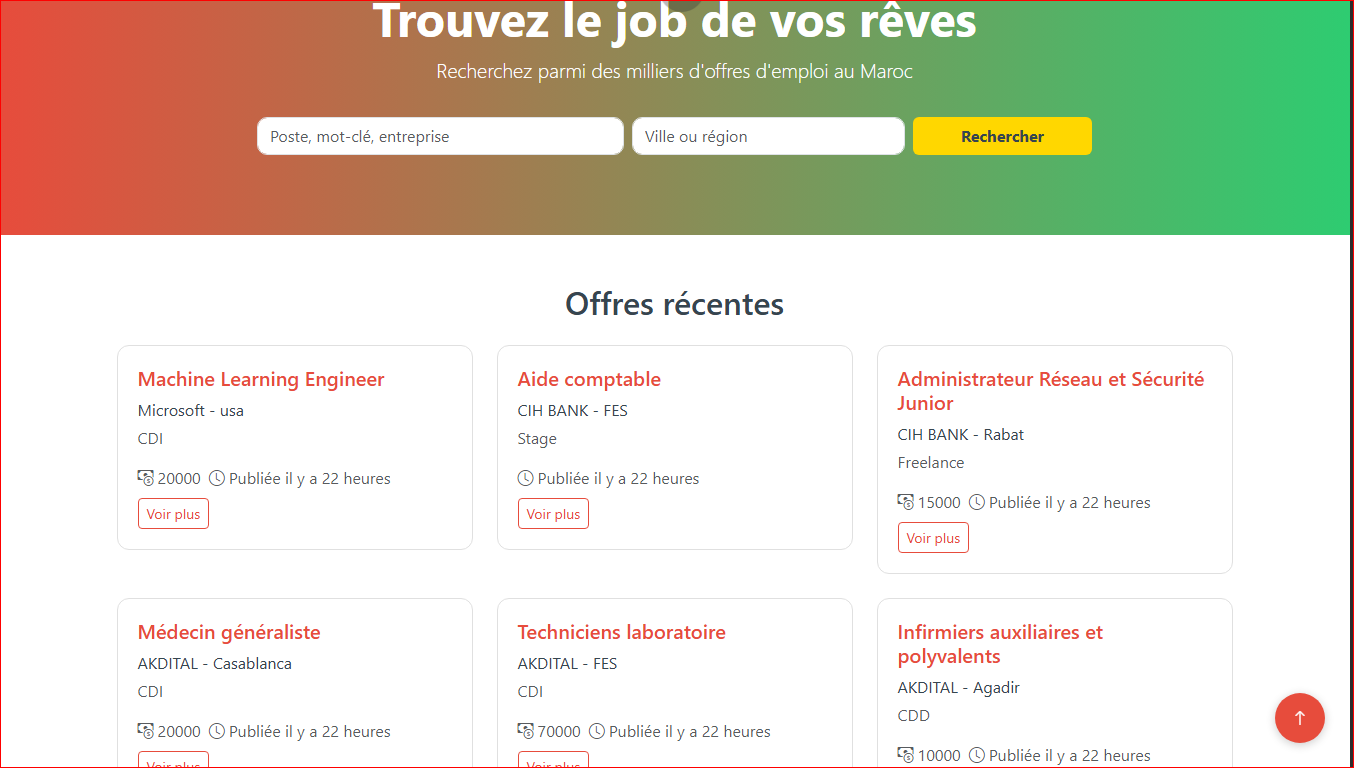 Trouvez le job de vos rêves
Recherchez parmi des milliers d'offres d'emploi au Maroc
Poste, mot-clé, entreprise
Ville ou région
Rechercher
Offres récentes
Machine Learning Engineer
Microsoft - usa
CDI
20000 Publiée il y a 22 heures
Voir plus
Aide comptable
CIH BANK - FES
Stage
Publiée il y a 22 heures
Voir plus
Administrateur Réseau et Sécurité
Junior
CIH BANK - Rabat
Freelance
15000 Publiée il y a 22 heures
Voir plus
Médecin généraliste
AKDITAL - Casablanca
CDI
20000 Publiée il y a 22 heures
Voir plus
Techniciens laboratoire
AKDITAL - FES
CDI
70000 Publiée il y a 22 heures
Voir plus
Infirmiers auxiliaires et
polyvalents
AKDITAL - Agadir
CDD
10000 Publiée il y a 22 heures